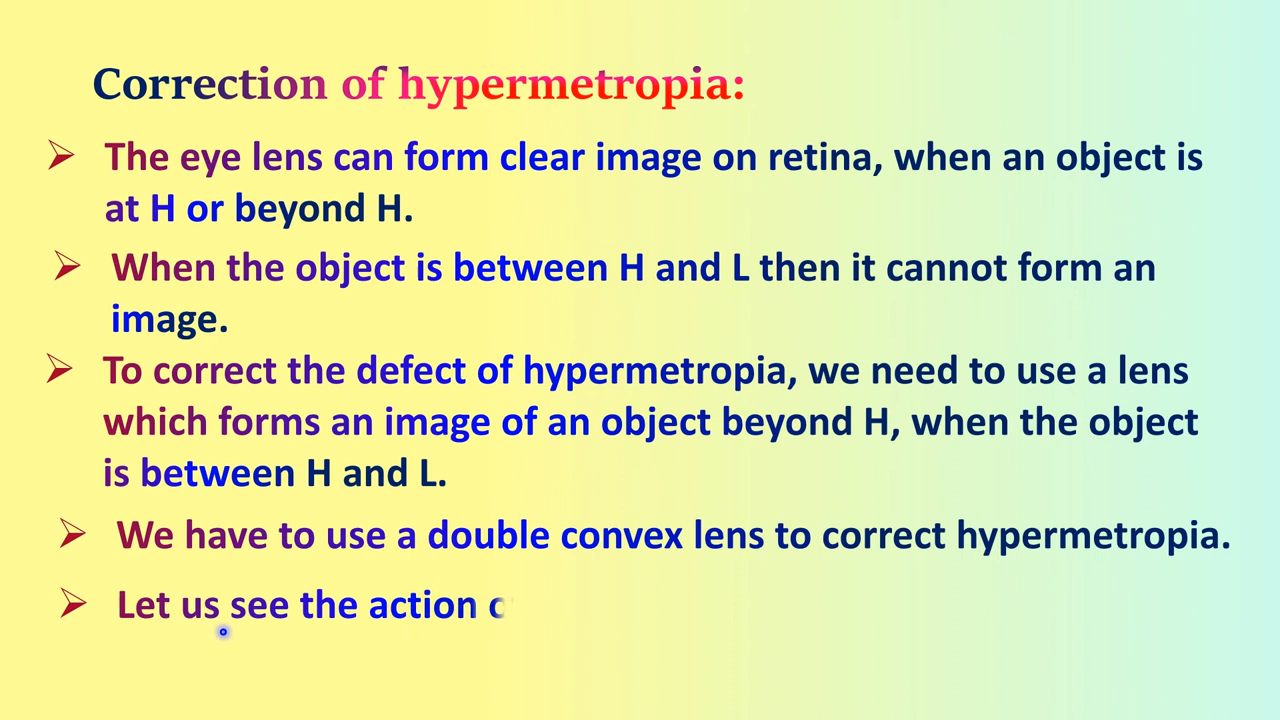 Correction of hypermetropia:
The eye lens can form clear image on retina, when an object is
at H or beyond H.
When the object is between H and L then it cannot form an
image.
To correct the defect of hypermetropia, we need to use a lens
which forms an image of an object beyond H, when the object
is between H and L.
We have to use a double convex lens to correct hypermetropia.
Let us see the action